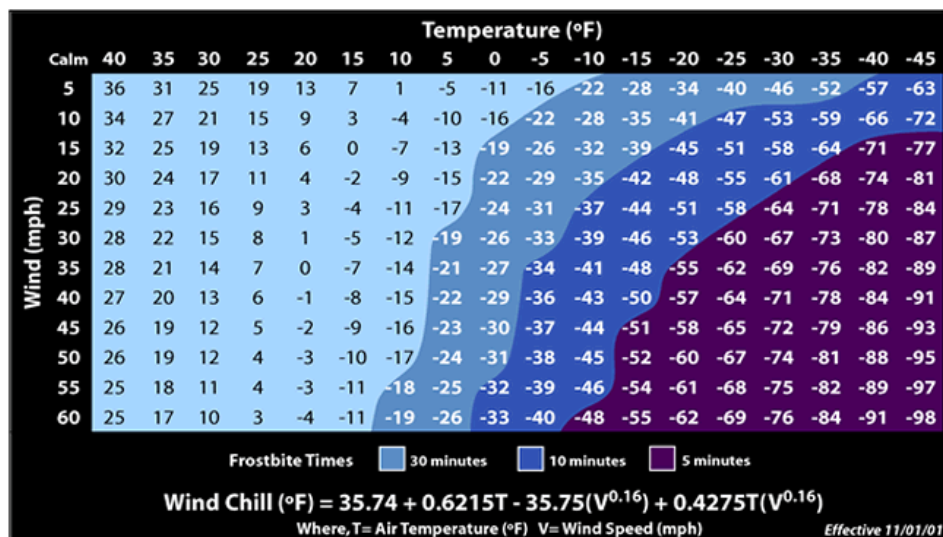 Temperature (ºF)
Calm 40 35 30 25 20 15 10 5 0 -5 -10 -15 -20 -25 -30 -35 -40 -45
5 36 31 25 19 13 7 1 -5 -11 -16 -22 -28 -34 -40 -46 -52 -57 -63
10 34 27 21 15 9 3 -4 -10 -16 -22 -28 -35 -41 -47 -53 -59 -66 -72
15 32 25 19 13 6 0 -7 -13 -19 -26 -32 -39 -45 -51 -58 -64 -71 -77
20 30 24 17 11 4 -2 -9 -15 -22 -29 -35 -42 -48 -55 -61 -68 -74 -81
25 29 23 16 9 3 -4 -11 -17 -24 -31 -37 -44 -51 -58 -64 -71 -78 -84
30 28 22 15 8 1 -5 -12 -19 -26 -33 -39 -46 -53 -60 -67 -73 -80 -87
35 28 21 14 7 0 -7 -14 -21 -27 -34 -41 -48 -55 -62 -69 -76 -82 -89
40 27 20 13 6 -1 -8 -15 -22 -29 -36 -43 -50 -57 -64 -71 -78 -84 -91
45 26 19 12 5 -2 -9 -16 -23 -30 -37 -44 -51 -58 -65 -72 -79 -86 -93
50 26 19 12 4 -3 -10 -17 -24 -31 -38 -45 -52 -60 -67 -74 -81 -88 -95
55 25 18 11 4 -3 -11 -18 -25 -32 -39 -46 -54 -61 -68 -75 -82 -89 -97
60 25 17 10 3 -4 -11 -19 -26 -33 -40 -48 -55 -62 -69 -76 -84 -91 -98
Wind (mph)
Frostbite Times 30 minutes 10 minutes 5 minutes
Wind Chill (ºF) = 35.74 + 0.6215T - 35.75(V^0.16) + 0.4275T(V^0.16)
Where, T= Air Temperature (ºF) V= Wind Speed (mph) Effective 11/01/01